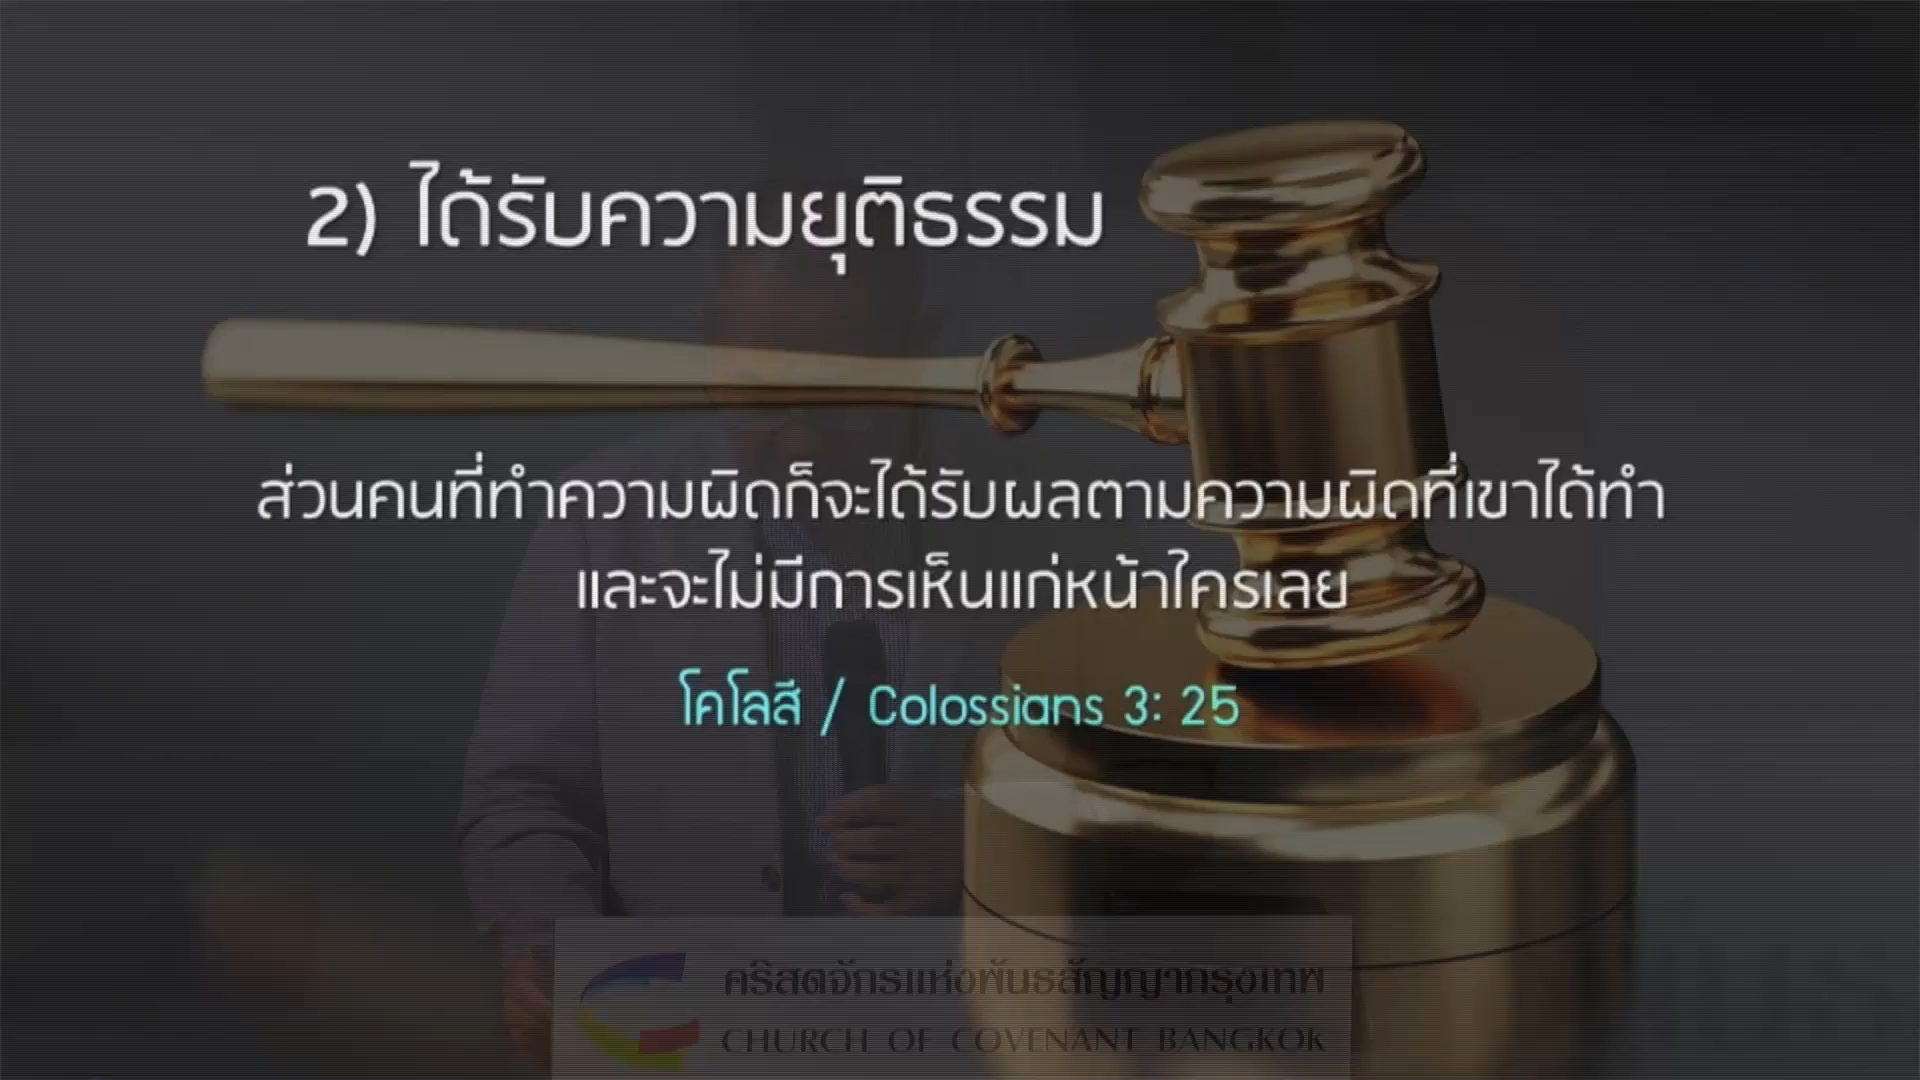 2) ได้รับความยุติธรรม
ส่วนคนที่ทำความผิดก็จะได้รับผลตามความผิดที่เขาได้ทำ
และจะไม่มีการเห็นแก่หน้าใครเลย
โคโลสี / Colossians 3: 25
คริสตจักรแห่งพันธสัญญากรุงเทพ
CHURCH OF COVENANT BANGKOK